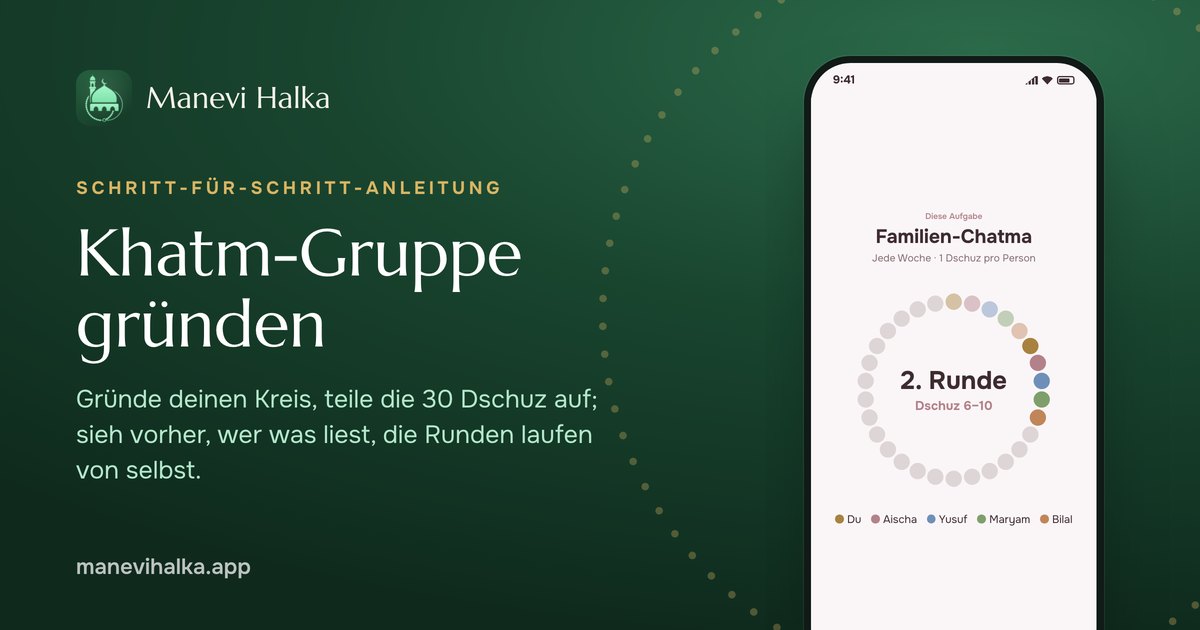 Manevi Halka
SCHRITT-FÜR-SCHRITT-ANLEITUNG
Khatm-Gruppe
gründen
Gründe deinen Kreis, teile die 30 Dschuz auf;
sieh vorher, wer was liest, die Runden laufen
von selbst.
manevihalka.app
9:41
Diese Aufgabe
Familien-Chatma
Jede Woche · 1 Dschuz pro Person
2. Runde
Dschuz 6–10
Du Aischa Yusuf Maryam Bilal